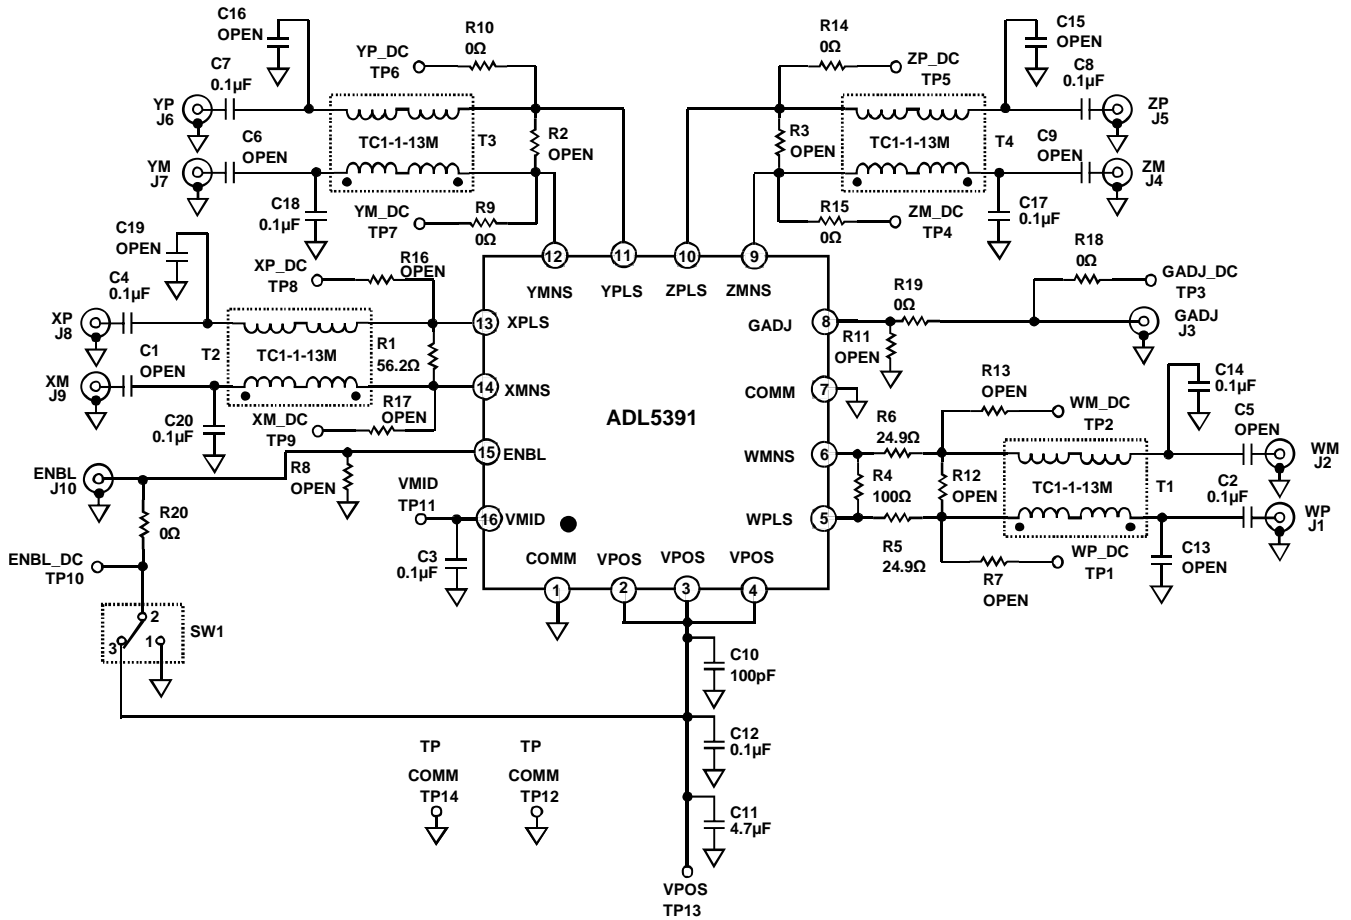 C16
OPEN
R10
0Ω
YP_DC
TP6
C7
0.1µF
YP
J6
C6
OPEN
TC1-1-13M
T3
R2
OPEN
YM
J7
C18
0.1µF
YM_DC
TP7
R9
0Ω
R14
0Ω
ZP_DC
TP5
C15
OPEN
C8
0.1µF
ZP
J5
R3
OPEN
TC1-1-13M
T4
C9
OPEN
ZM
J4
R15
0Ω
ZM_DC
TP4
C17
0.1µF
C19
OPEN
XP_DC
TP8
R16
OPEN
C4
0.1µF
XP
J8
C1
OPEN
T2
TC1-1-13M
R1
56.2Ω
XM
J9
C20
0.1µF
XM_DC
TP9
R17
OPEN
ENBL
J10
R8
OPEN
R20
0Ω
VMID
TP11
C3
0.1µF
ENBL_DC
TP10
SW1
2
3
1
12
11
10
9
YMNS
YPLS
ZPLS
ZMNS
13
XPLS
14
XMNS
15
ENBL
16
VMID
ADL5391
GADJ
8
COMM
7
WMNS
6
WPLS
5
COMM
VPOS
VPOS
VPOS
1
2
3
4
R19
0Ω
R11
OPEN
R18
0Ω
GADJ_DC
TP3
GADJ
J3
R13
OPEN
WM_DC
TP2
C14
0.1µF
C5
OPEN
R6
24.9Ω
R4
100Ω
R12
OPEN
TC1-1-13M
T1
WM
J2
C2
0.1µF
WP
J1
R5
24.9Ω
R7
OPEN
WP_DC
TP1
C13
OPEN
C10
100pF
C12
0.1µF
C11
4.7µF
TP
COMM
TP14
TP
COMM
TP12
VPOS
TP13